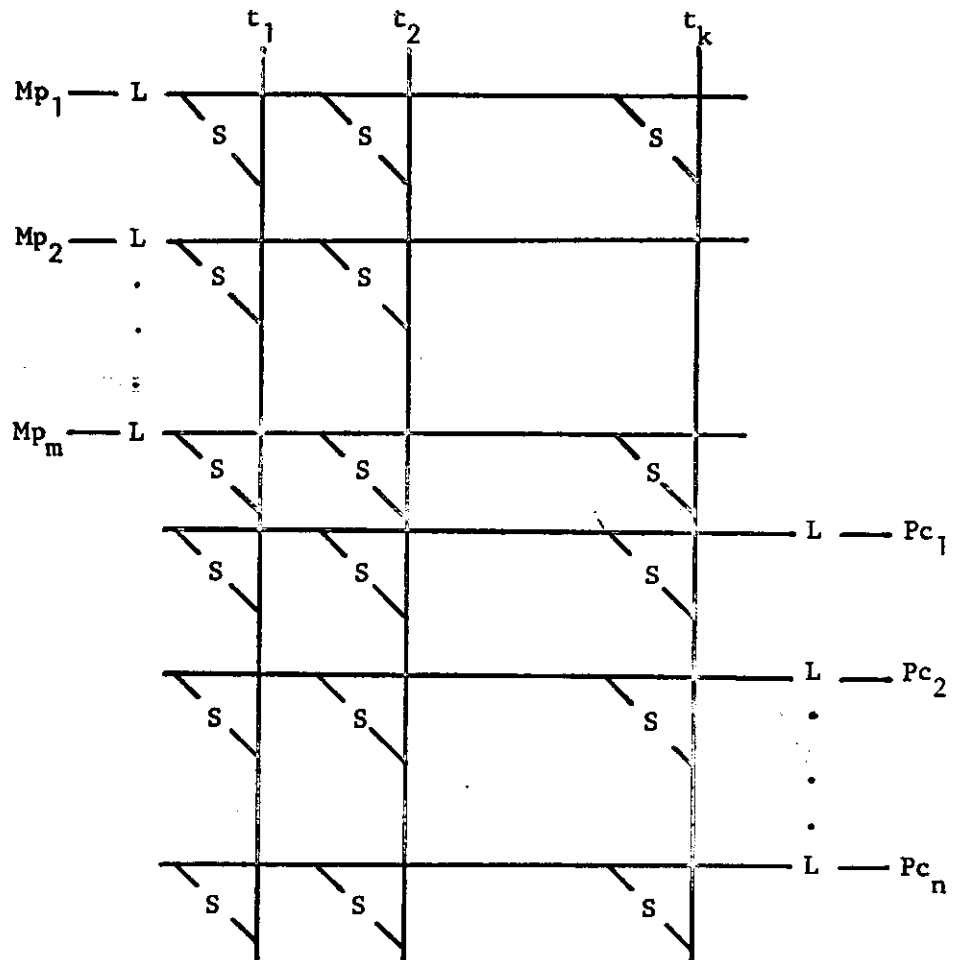 t1 t2 tk
Mp1 L
S S S
Mp2 L
S S
Mpm L
S S S
L Pc1
S S S
L Pc2
S S S
L Pcn
S S S